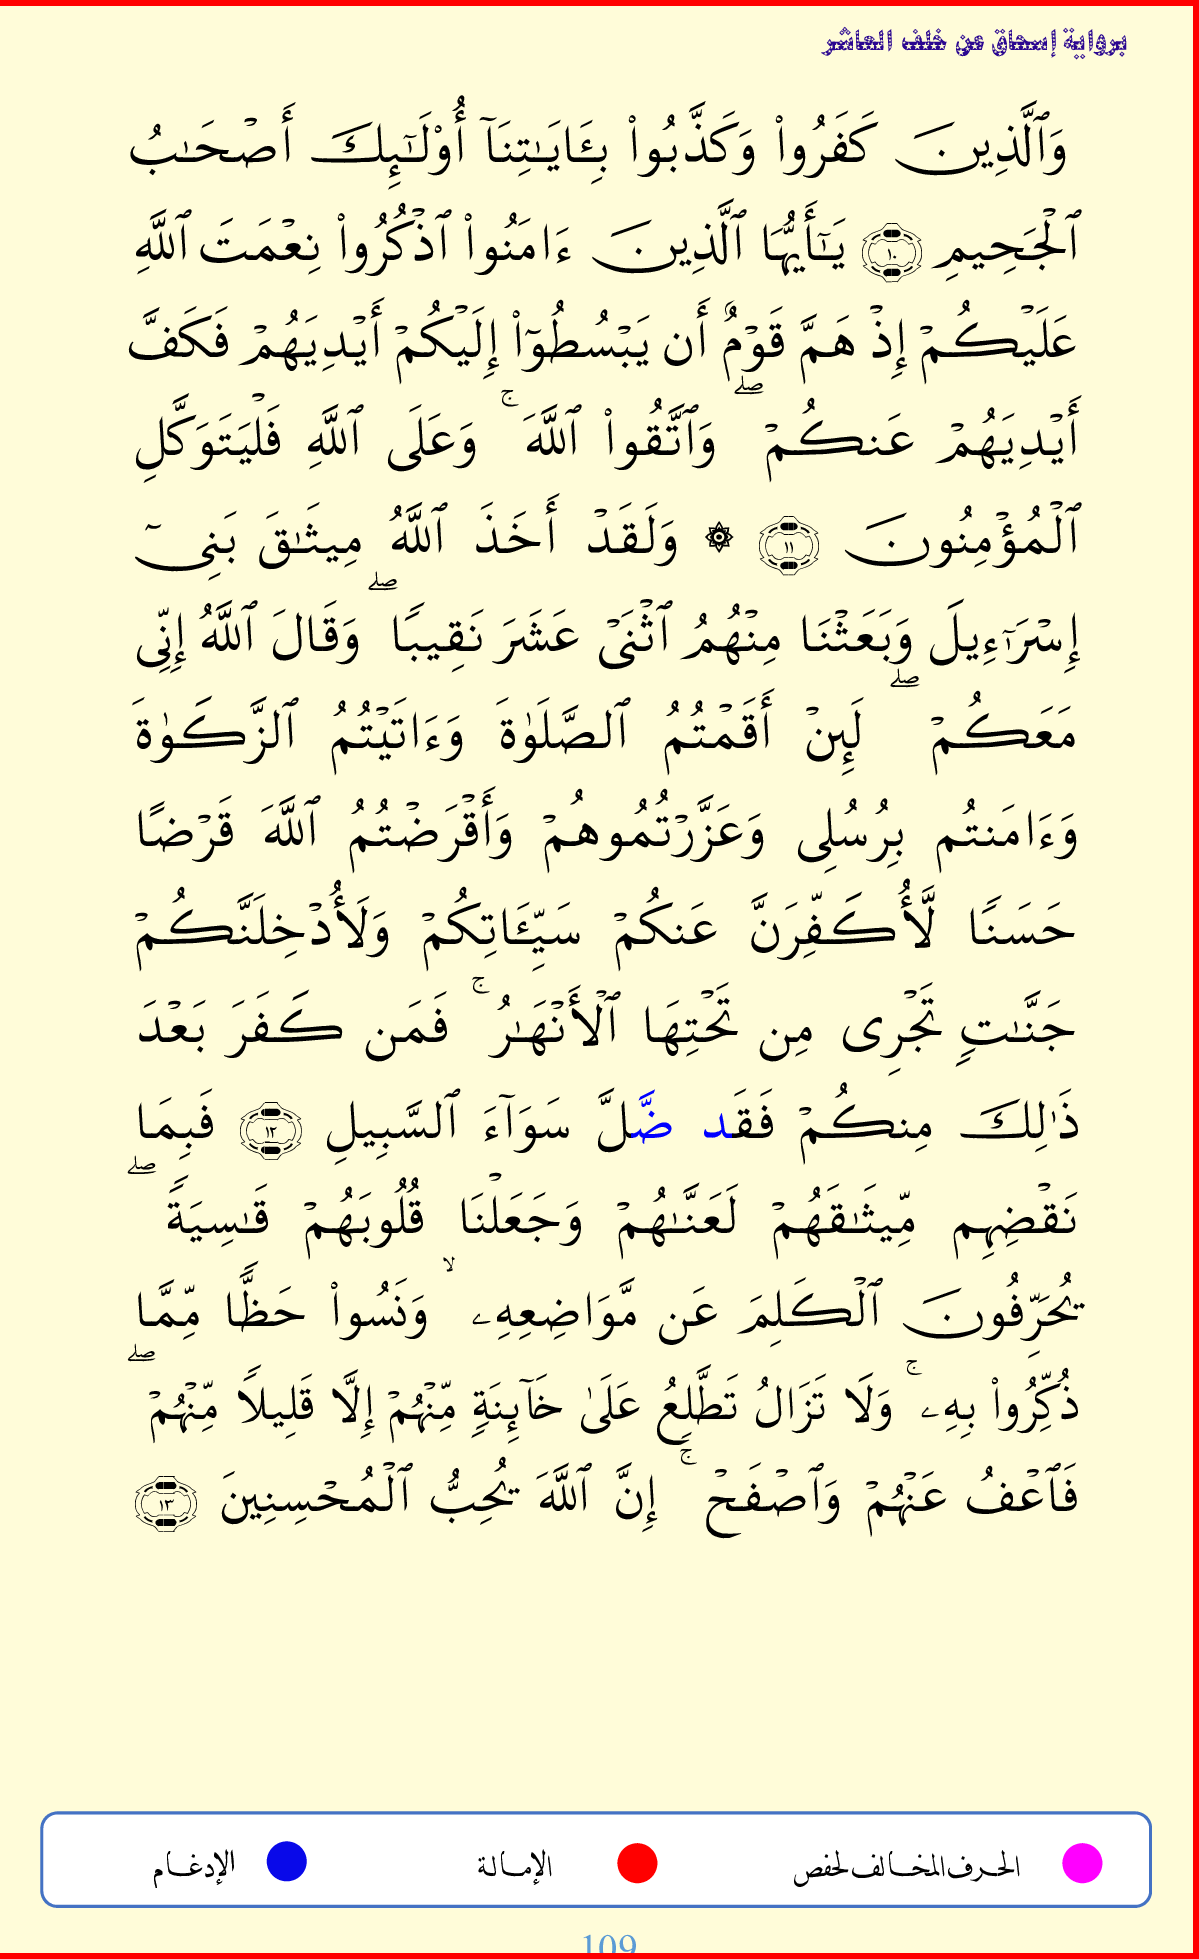 برواية إسحاق عن خلف العاشر
وَٱلَّذِينَ كَفَرُواْ وَكَذَّبُواْ بِـَٔايَـٰتِنَآ أُوْلَـٰٓئِكَ أَصْحَـٰبُ
ٱلْجَحِيمِ ١٠ يَـٰٓأَيُّهَا ٱلَّذِينَ ءَامَنُواْ ٱذْكُرُواْ نِعْمَتَ ٱللَّهِ
عَلَيْكُمْ إِذْ هَمَّ قَوْمٌ أَن يَبْسُطُوٓاْ إِلَيْكُمْ أَيْدِيَهُمْ فَكَفَّ
أَيْدِيَهُمْ عَنكُمْ ۖ وَٱتَّقُواْ ٱللَّهَ ۚ وَعَلَى ٱللَّهِ فَلْيَتَوَكَّلِ
ٱلْمُؤْمِنُونَ ١١ ۞ وَلَقَدْ أَخَذَ ٱللَّهُ مِيثَـٰقَ بَنِىٓ
إِسْرَٰٓءِيلَ وَبَعَثْنَا مِنْهُمُ ٱثْنَىْ عَشَرَ نَقِيبًا ۖ وَقَالَ ٱللَّهُ إِنِّى
مَعَكُمْ ۖ لَئِنْ أَقَمْتُمُ ٱلصَّلَوٰةَ وَءَاتَيْتُمُ ٱلزَّكَوٰةَ
وَءَامَنتُم بِرُسُلِى وَعَزَّرْتُمُوهُمْ وَأَقْرَضْتُمُ ٱللَّهَ قَرْضًا
حَسَنًا لَّأُكَفِّرَنَّ عَنكُمْ سَيِّـَٔاتِكُمْ وَلَأُدْخِلَنَّكُمْ
جَنَّـٰتٍ تَجْرِى مِن تَحْتِهَا ٱلْأَنْهَـٰرُ ۚ فَمَن كَفَرَ بَعْدَ
ذَٰلِكَ مِنكُمْ فَقَد ضَّلَّ سَوَآءَ ٱلسَّبِيلِ ١٢ فَبِمَا
نَقْضِهِم مِّيثَـٰقَهُمْ لَعَنَّـٰهُمْ وَجَعَلْنَا قُلُوبَهُمْ قَـٰسِيَةً ۖ
يُحَرِّفُونَ ٱلْكَلِمَ عَن مَّوَاضِعِهِۦ ۙ وَنَسُواْ حَظًّا مِّمَّا
ذُكِّرُواْ بِهِۦ ۚ وَلَا تَزَالُ تَطَّلِعُ عَلَىٰ خَآئِنَةٍ مِّنْهُمْ إِلَّا قَلِيلًا مِّنْهُمْ ۖ
فَٱعْفُ عَنْهُمْ وَٱصْفَحْ ۚ إِنَّ ٱللَّهَ يُحِبُّ ٱلْمُحْسِنِينَ ١٣
الحرف المخالف لحفص الإمالة الإدغام
109